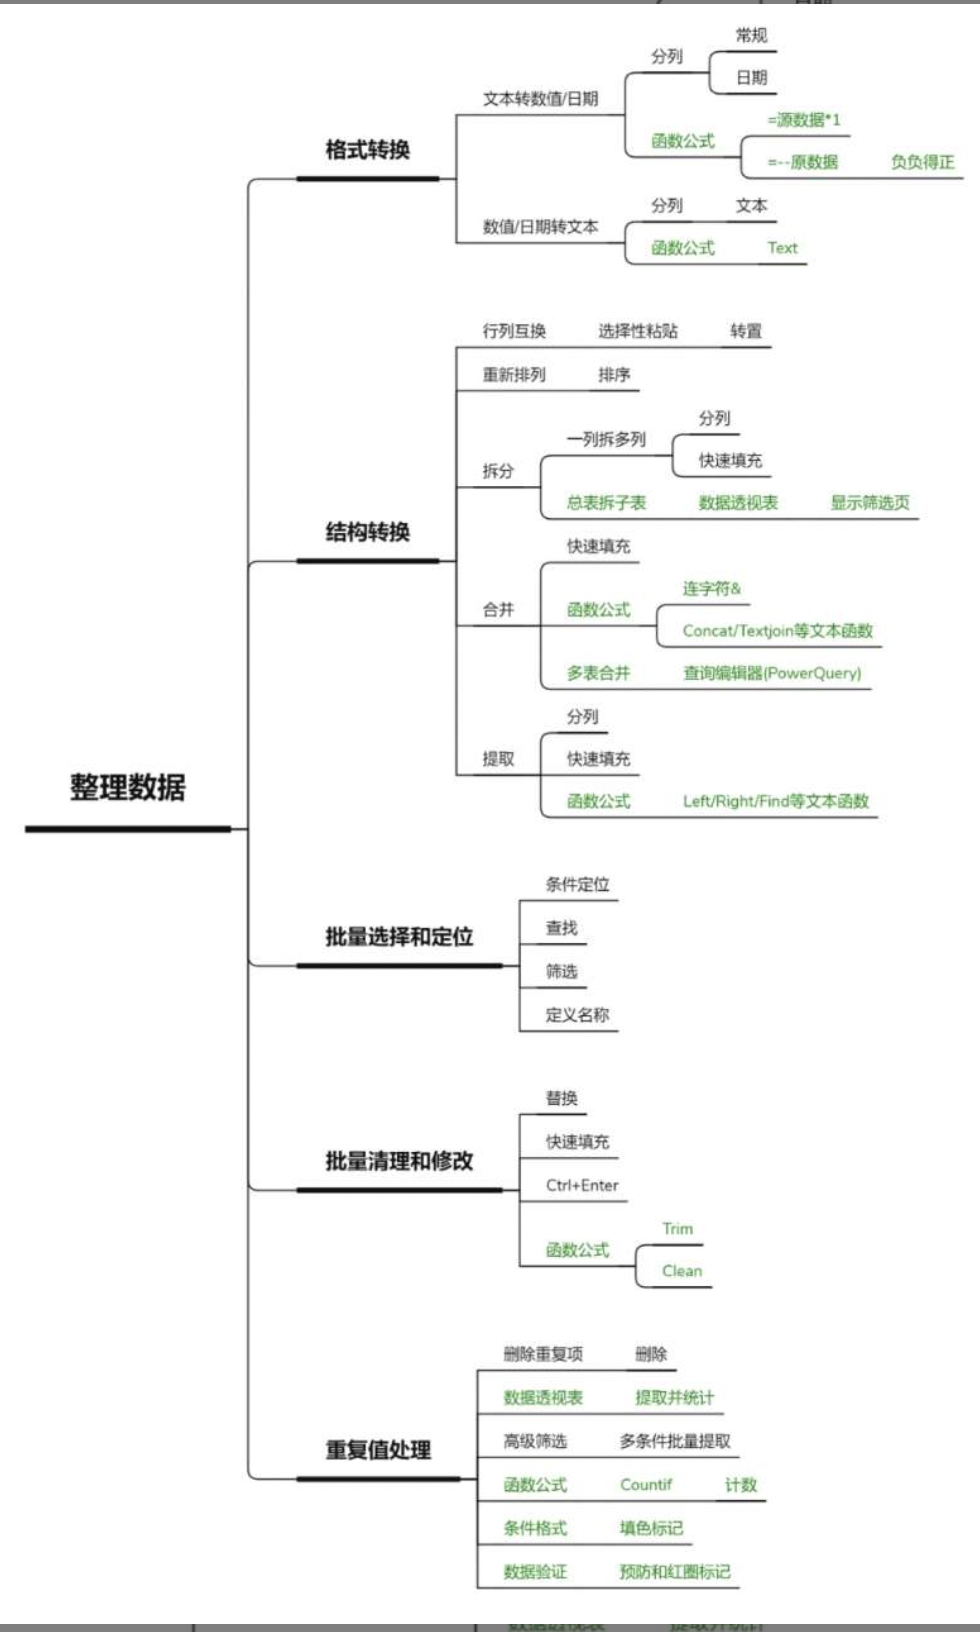 整理数据
格式转换
文本转数值/日期
分列
常规
日期
函数公式
=源数据*1
=--原数据 负负得正
数值/日期转文本
分列 文本
函数公式 Text
结构转换
行列互换 选择性粘贴 转置
重新排列 排序
拆分
一列拆多列
分列
快速填充
总表拆子表 数据透视表 显示筛选页
合并
快速填充
函数公式
连字符&
Concat/Textjoin等文本函数
多表合并 查询编辑器(PowerQuery)
提取
分列
快速填充
函数公式 Left/Right/Find等文本函数
批量选择和定位
条件定位
查找
筛选
定义名称
批量清理和修改
替换
快速填充
Ctrl+Enter
函数公式
Trim
Clean
重复值处理
删除重复项 删除
数据透视表 提取并统计
高级筛选 多条件批量提取
函数公式 Countif 计数
条件格式 填色标记
数据验证 预防和红圈标记